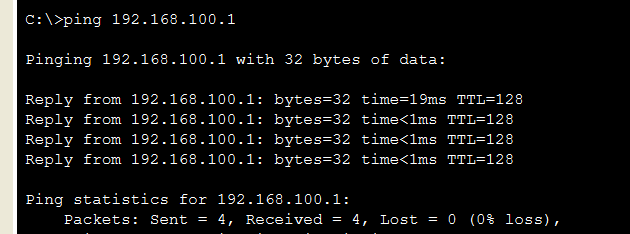 C:\>ping 192.168.100.1
Pinging 192.168.100.1 with 32 bytes of data:
Reply from 192.168.100.1: bytes=32 time=19ms TTL=128
Reply from 192.168.100.1: bytes=32 time<1ms TTL=128
Reply from 192.168.100.1: bytes=32 time<1ms TTL=128
Reply from 192.168.100.1: bytes=32 time<1ms TTL=128
Ping statistics for 192.168.100.1:
Packets: Sent = 4, Received = 4, Lost = 0 (0% loss),